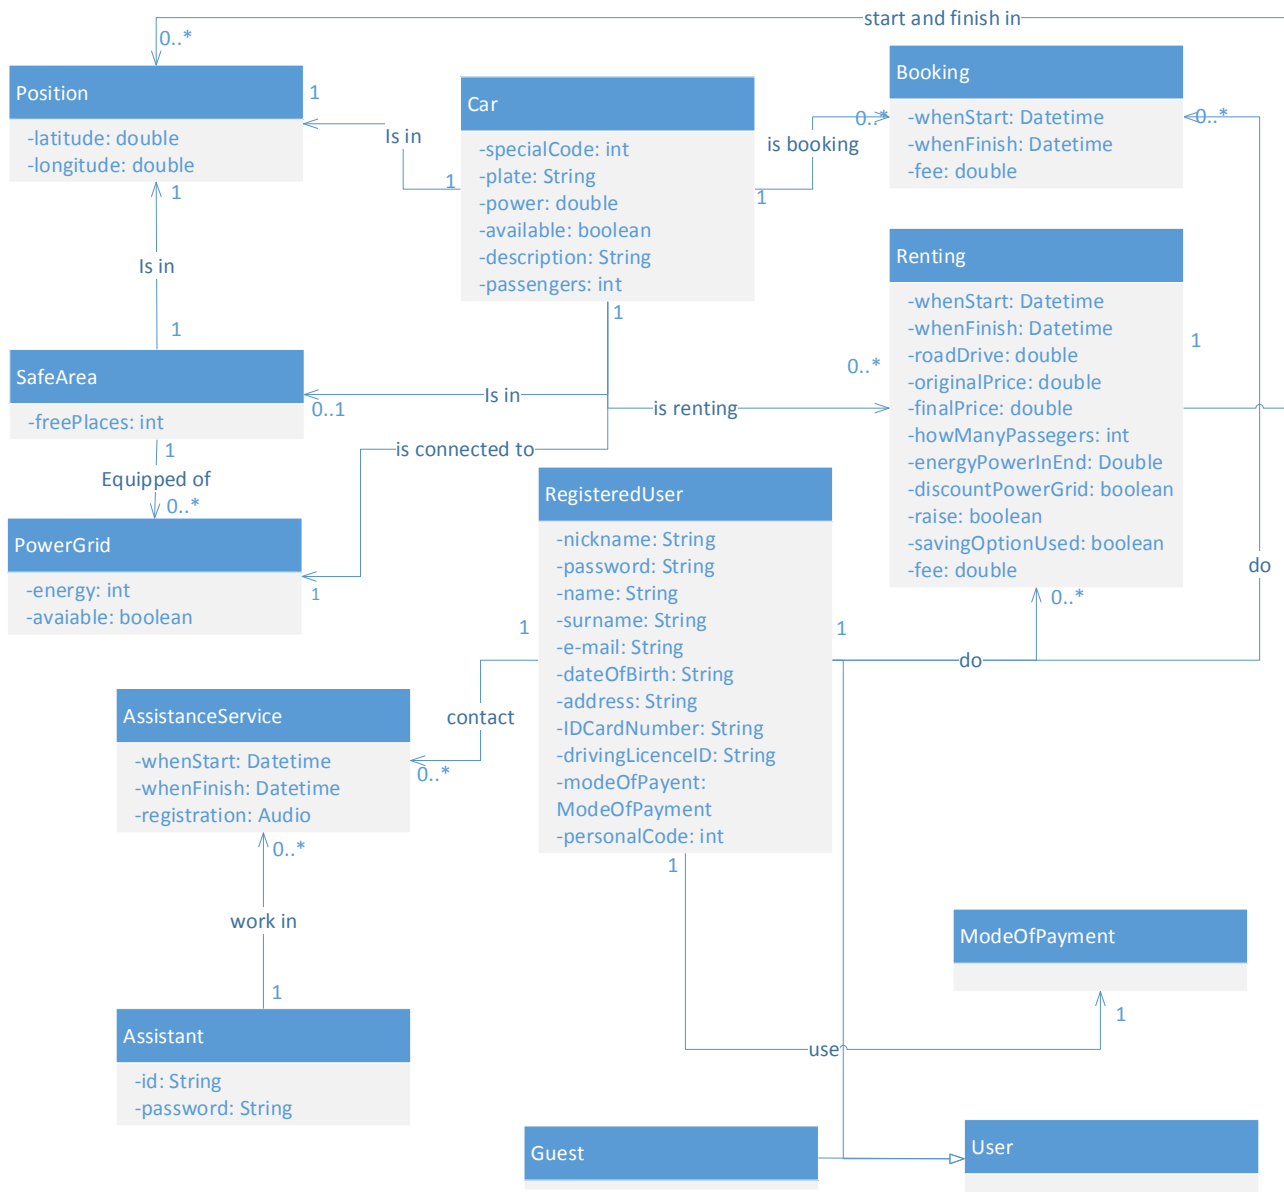 start and finish in
0..*
Position
-latitude: double
-longitude: double
1
Is in
1
Car
-specialCode: int
-plate: String
-power: double
-available: boolean
-description: String
-passengers: int
1
is booking
0..*
Booking
-whenStart: Datetime
-whenFinish: Datetime
-fee: double
0..*
1
Is in
1
SafeArea
-freePlaces: int
0..1
Is in
1
is renting
0..*
Renting
-whenStart: Datetime
-whenFinish: Datetime
-roadDrive: double
-originalPrice: double
-finalPrice: double
-howManyPassegers: int
-energyPowerInEnd: Double
-discountPowerGrid: boolean
-raise: boolean
-savingOptionUsed: boolean
-fee: double
1
0..*
do
1
Equipped of
0..*
is connected to
1
PowerGrid
-energy: int
-avaiable: boolean
RegisteredUser
-nickname: String
-password: String
-name: String
-surname: String
-e-mail: String
-dateOfBirth: String
-address: String
-IDCardNumber: String
-drivingLicenceID: String
-modeOfPayent:
ModeOfPayment
-personalCode: int
1
1
do
contact
0..*
AssistanceService
-whenStart: Datetime
-whenFinish: Datetime
-registration: Audio
0..*
work in
1
Assistant
-id: String
-password: String
1
use
1
ModeOfPayment
Guest
User